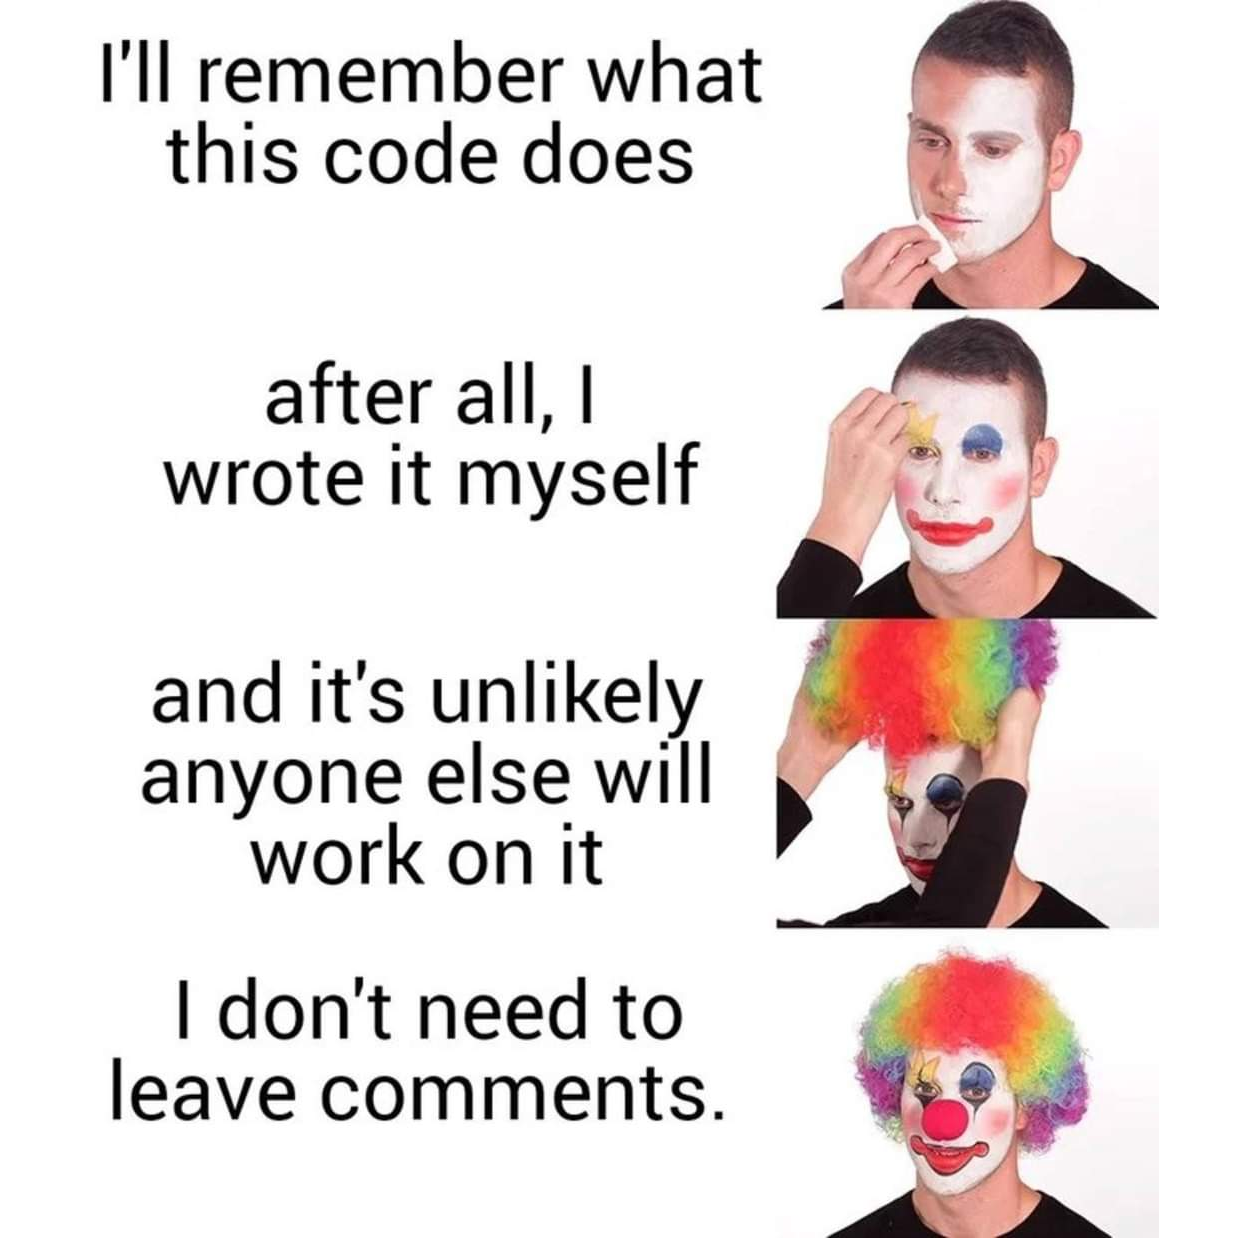 I'll remember what
this code does
after all, I
wrote it myself
and it's unlikely
anyone else will
work on it
I don't need to
leave comments.